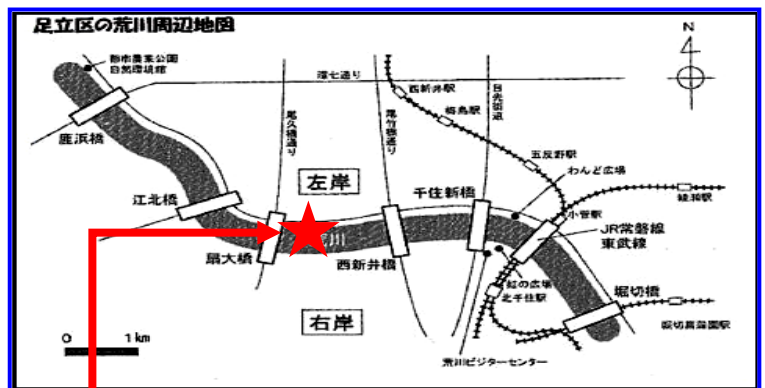 足立区の荒川周辺地図
N
都市農業公園
自然環境館
環七通り
西新井駅
梅島駅
日光街道
尾久橋通り
尾竹橋通り
五反野駅
わんど広場
鹿浜橋
左岸
千住新橋
綾瀬駅
江北橋
小菅駅
JR常盤線
東武線
川
扇大橋
西新井橋
虹の広場
北千住駅
堀切橋
右岸
0 1km
堀切菖蒲園駅
荒川ビジターセンター